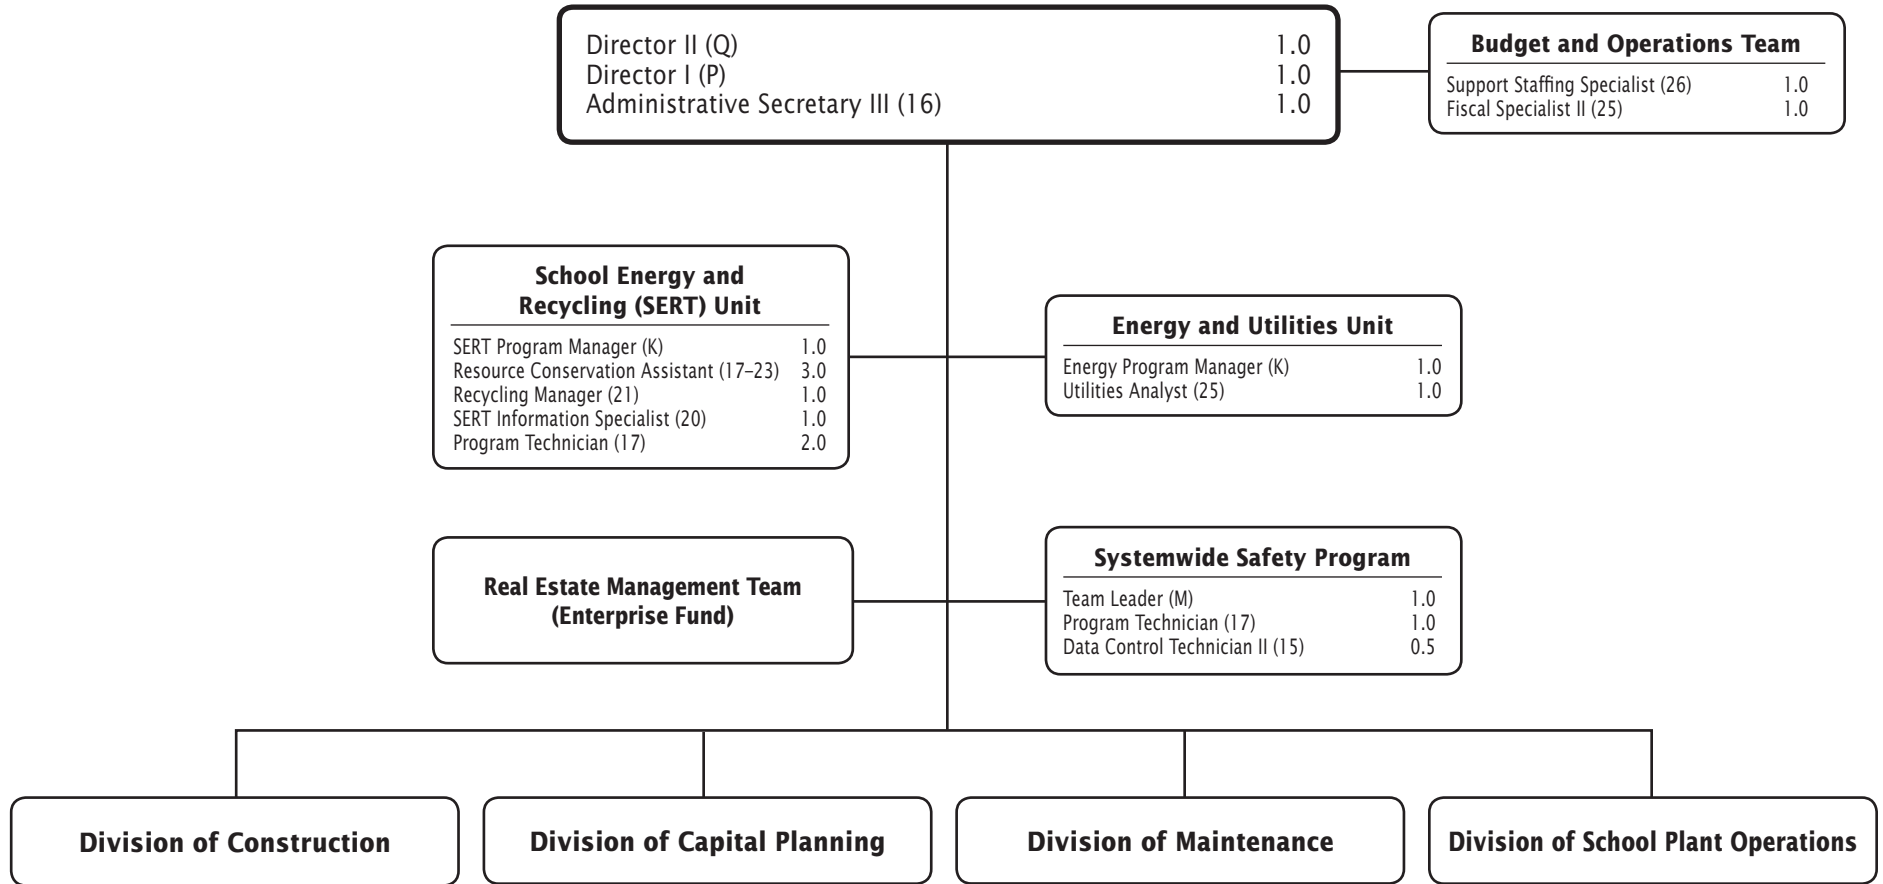 Director II (Q) 1.0
Director I (P) 1.0
Administrative Secretary III (16) 1.0
Budget and Operations Team
Support Staffing Specialist (26) 1.0
Fiscal Specialist II (25) 1.0
School Energy and
Recycling (SERT) Unit
SERT Program Manager (K) 1.0
Resource Conservation Assistant (17–23) 3.0
Recycling Manager (21) 1.0
SERT Information Specialist (20) 1.0
Program Technician (17) 2.0
Energy and Utilities Unit
Energy Program Manager (K) 1.0
Utilities Analyst (25) 1.0
Real Estate Management Team
(Enterprise Fund)
Systemwide Safety Program
Team Leader (M) 1.0
Program Technician (17) 1.0
Data Control Technician II (15) 0.5
Division of Construction
Division of Capital Planning
Division of Maintenance
Division of School Plant Operations